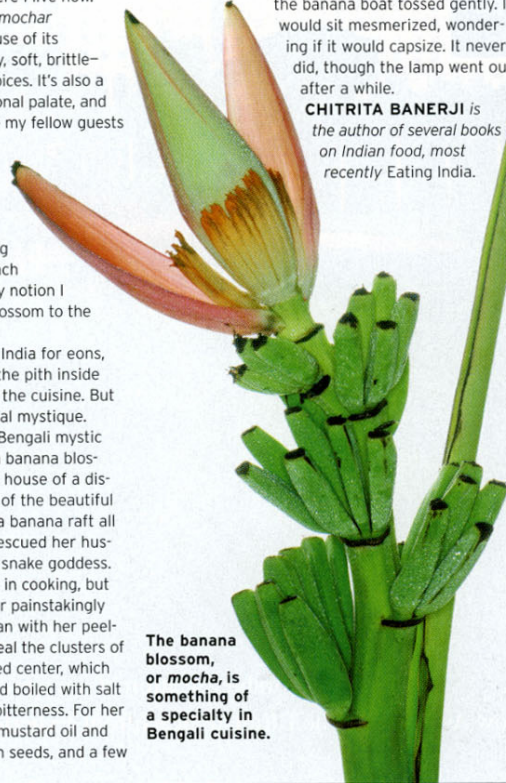 mochar
use of its
y, soft, brittle—
pices. It's also a
onal palate, and
my fellow guests
g
ach
y notion I
ossom to the
India for eons,
the pith inside
the cuisine. But
al mystique.
Bengali mystic
banana blos-
house of a dis-
of the beautiful
a banana raft all
escued her hus-
snake goddess.
in cooking, but
r painstakingly
an with her peel-
eal the clusters of
ed center, which
d boiled with salt
bitterness. For her
mustard oil and
n seeds, and a few
the banana boat tossed gently. I
would sit mesmerized, wonder-
ing if it would capsize. It never
did, though the lamp went ou
after a while.
CHITRITA BANERJI is
the author of several books
on Indian food, most
recently Eating India.
The banana
blossom,
or mocha, is
something of
a specialty in
Bengali cuisine.